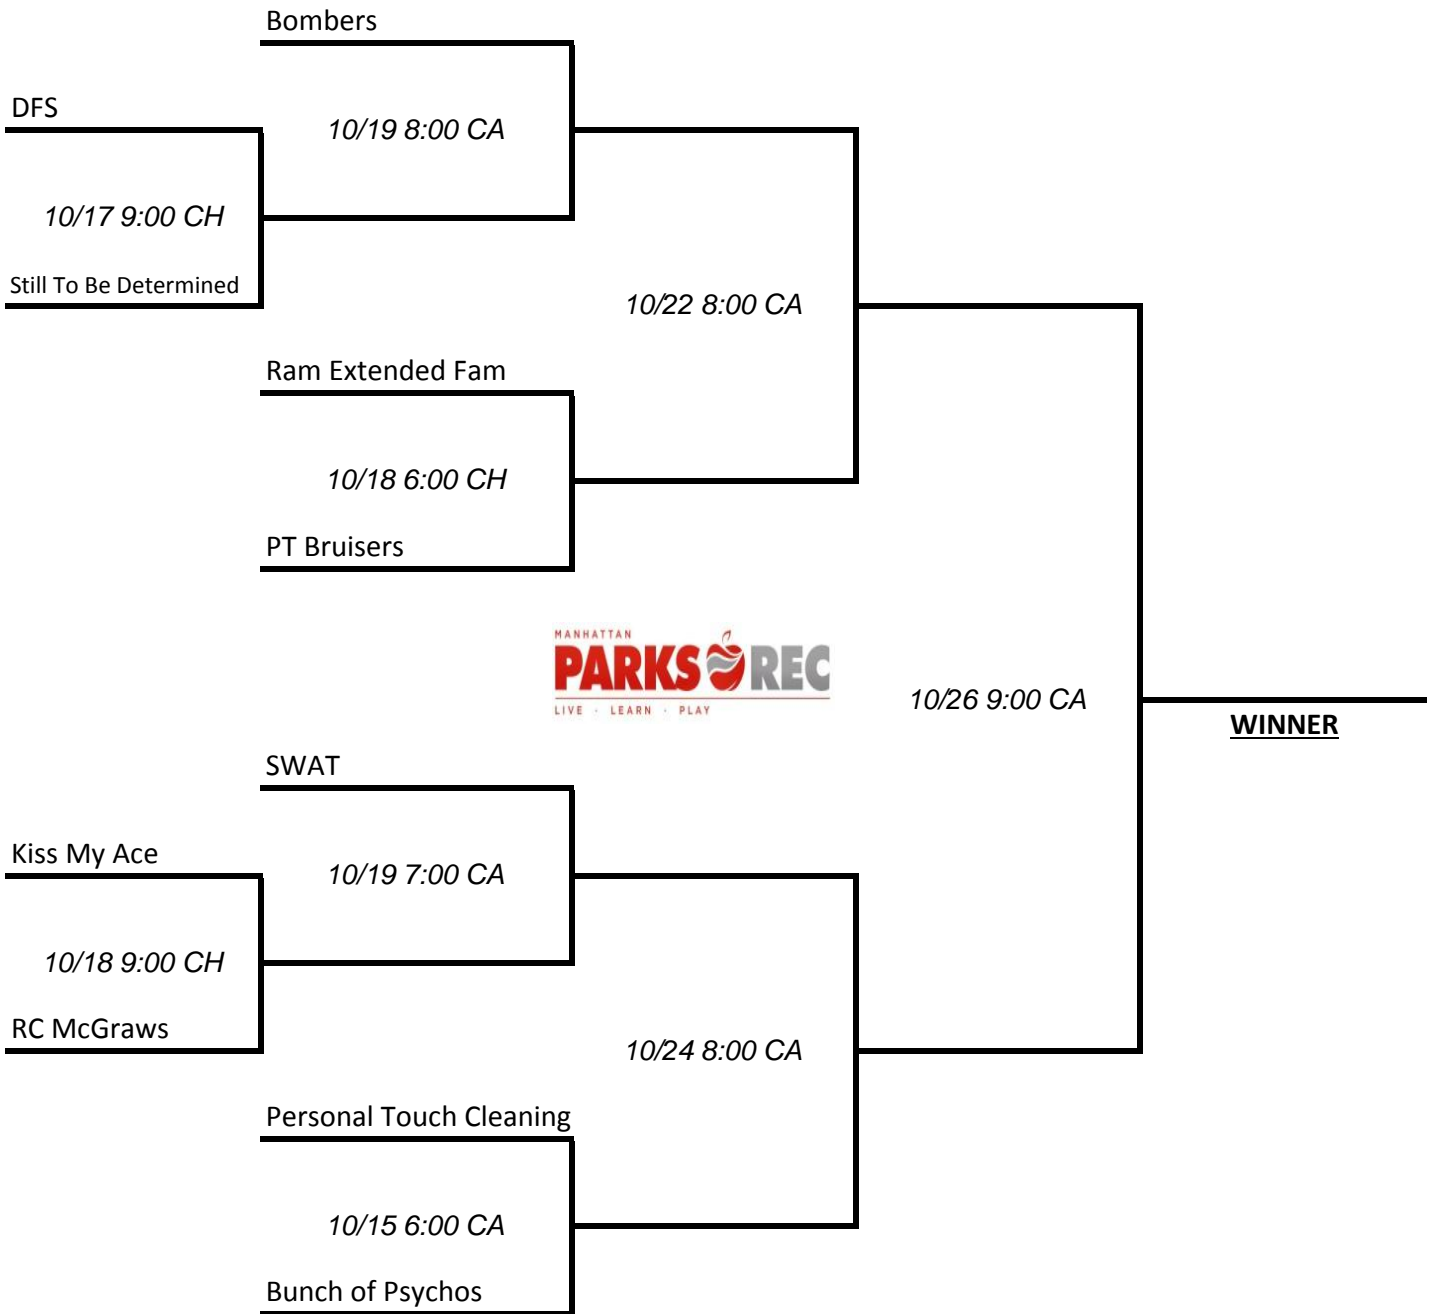 Bombers
DFS
10/19 8:00 CA
10/17 9:00 CH
Still To Be Determined
10/22 8:00 CA
Ram Extended Fam
10/18 6:00 CH
PT Bruisers
MANHATTAN
PARKS REC
LIVE · LEARN · PLAY
10/26 9:00 CA
WINNER
SWAT
Kiss My Ace
10/19 7:00 CA
10/18 9:00 CH
RC McGraws
10/24 8:00 CA
Personal Touch Cleaning
10/15 6:00 CA
Bunch of Psychos